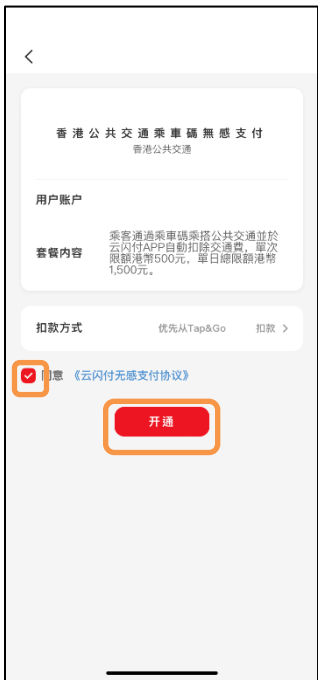 香港公共交通乘車碼無感支付
香港公共交通
用户账户
套餐内容
乘客通過乘車碼乘搭公共交通並於
云闪付APP自動扣除交通費，單次
限額港幣500元，單日總限額港幣
1,500元。
扣款方式 优先从Tap&Go 扣款
同意 《云闪付无感支付协议》
开通